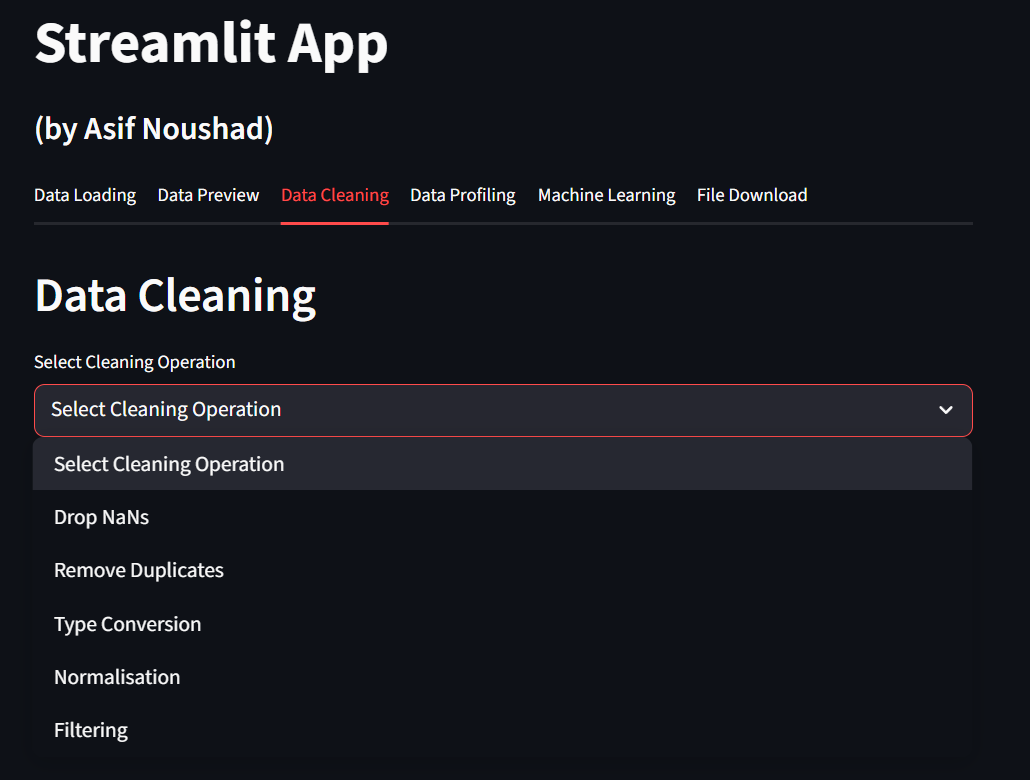 Streamlit App
(by Asif Noushad)
Data Loading Data Preview Data Cleaning Data Profiling Machine Learning File Download
Data Cleaning
Select Cleaning Operation
Select Cleaning Operation
Select Cleaning Operation
Drop NaNs
Remove Duplicates
Type Conversion
Normalisation
Filtering